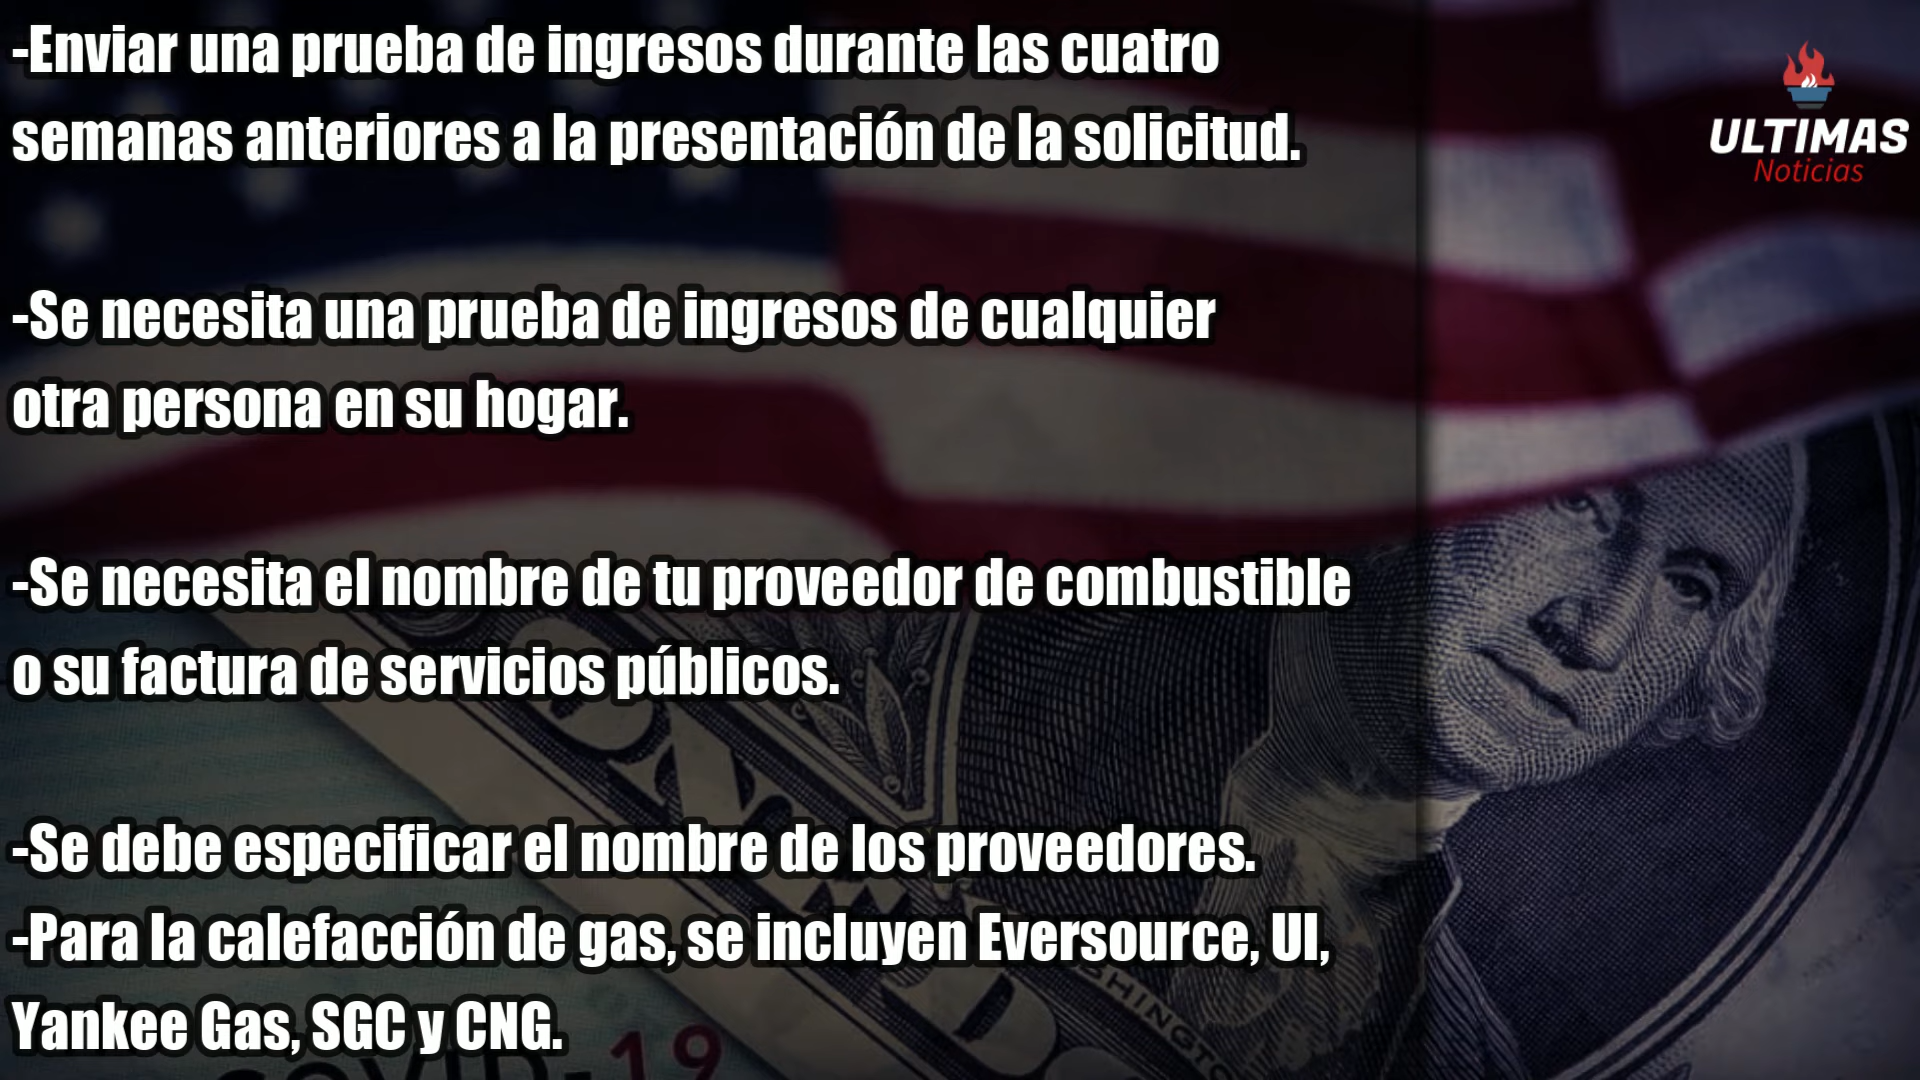 -Enviar una prueba de ingresos durante las cuatro
semanas anteriores a la presentación de la solicitud.
ULTIMAS
Noticias
-Se necesita una prueba de ingresos de cualquier
otra persona en su hogar.
-Se necesita el nombre de tu proveedor de combustible
o su factura de servicios públicos.
-Se debe especificar el nombre de los proveedores.
-Para la calefacción de gas, se incluyen Eversource, UI,
Yankee Gas, SGC y CNG.
COVID-19